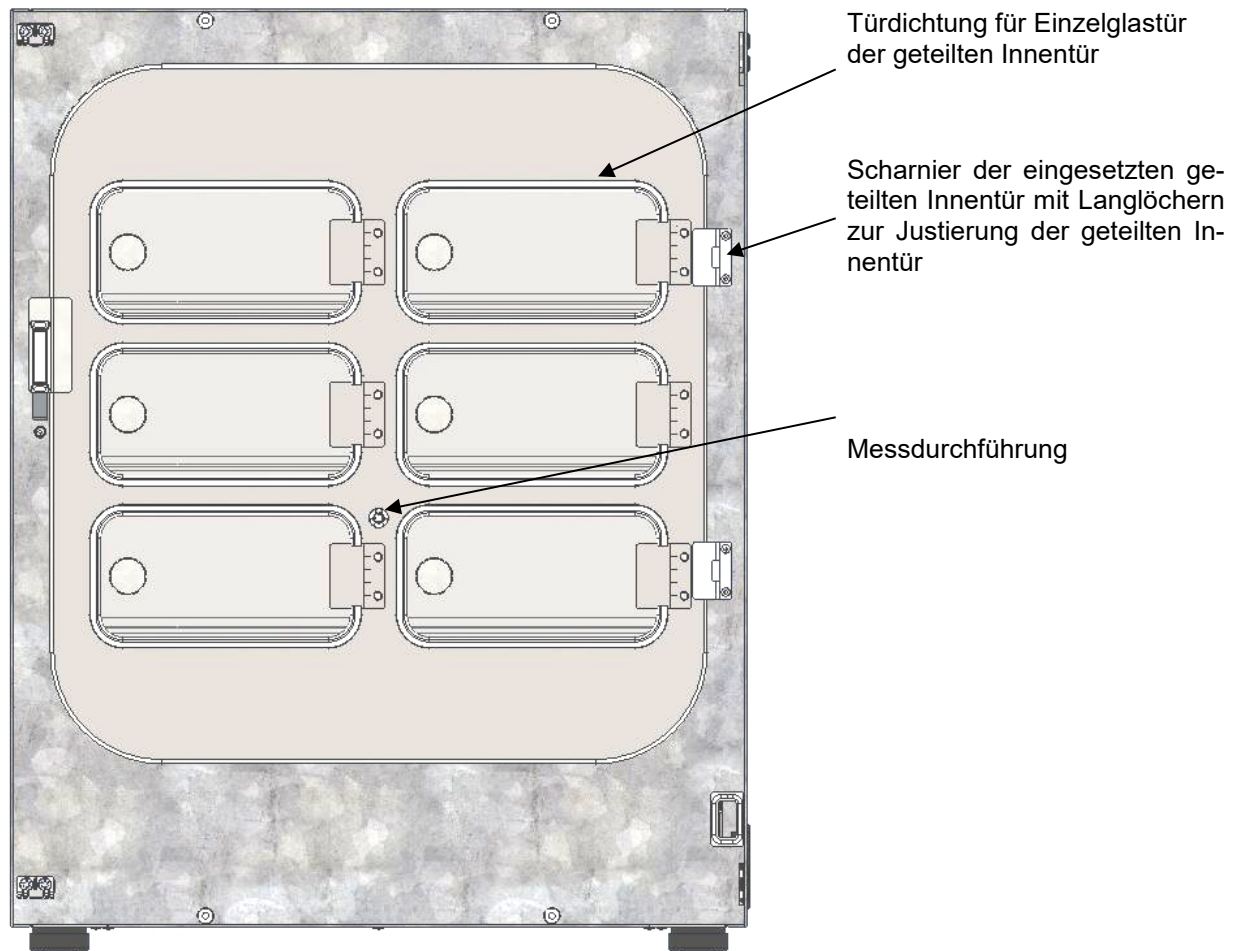 Türdichtung für Einzelglastür
der geteilten Innentür
Scharnier der eingesetzten ge-
teilten Innentür mit Langlöchern
zur Justierung der geteilten In-
nentür
Messdurchführung